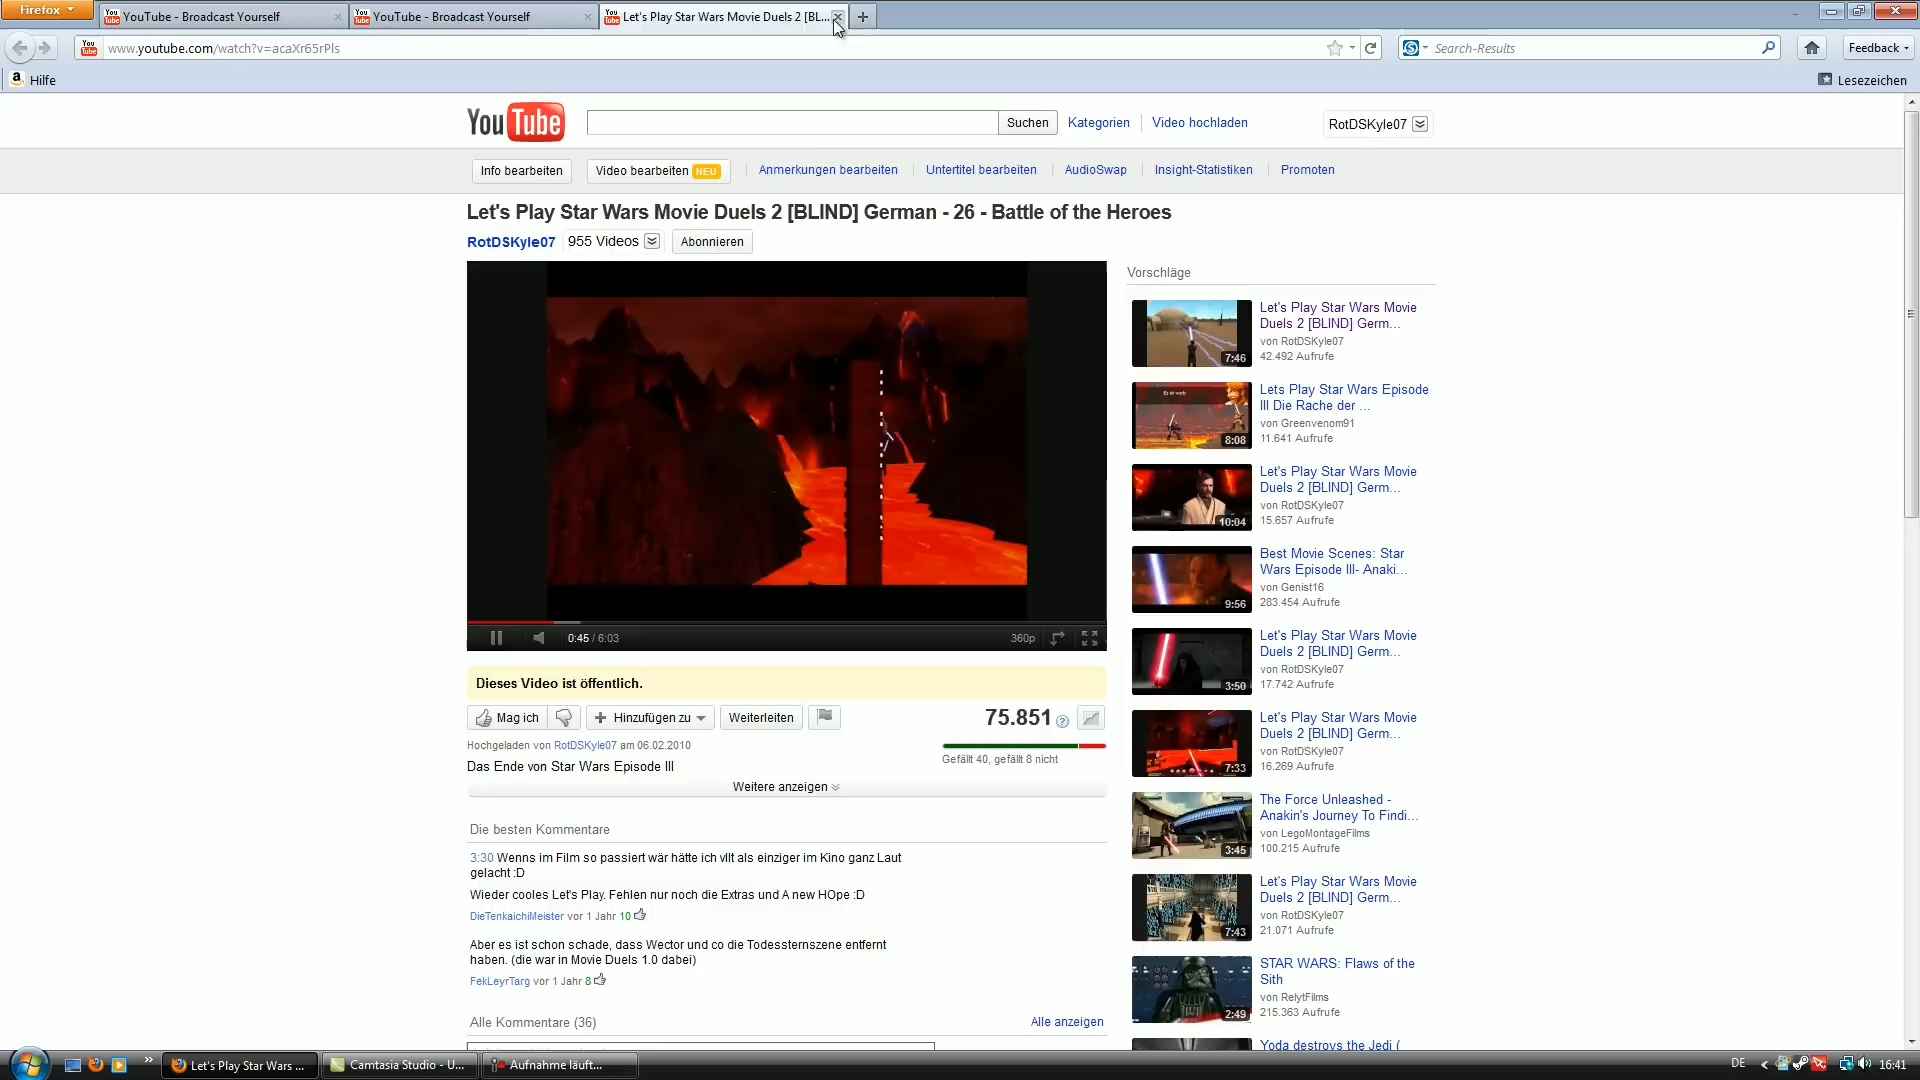 Firefox
YouTube - Broadcast Yourself
YouTube - Broadcast Yourself
Let's Play Star Wars Movie Duels 2 [BL...
www.youtube.com/watch?v=acaXr65rPls
Search-Results
Feedback
Hilfe
Lesezeichen
YouTube
Suchen
Kategorien
Video hochladen
RotDSKyle07
Info bearbeiten
Video bearbeiten NEU
Anmerkungen bearbeiten
Untertitel bearbeiten
AudioSwap
Insight-Statistiken
Promoten
Let's Play Star Wars Movie Duels 2 [BLIND] German - 26 - Battle of the Heroes
RotDSKyle07 955 Videos Abonnieren
0:45 / 6:03
360p
Dieses Video ist öffentlich.
Mag ich
Hinzufügen zu
Weiterleiten
75.851
Hochgeladen von RotDSKyle07 am 06.02.2010
Gefällt 40, gefällt 8 nicht
Das Ende von Star Wars Episode III
Weitere anzeigen
Die besten Kommentare
3:30 Wenns im Film so passiert wär hätte ich vllt als einziger im Kino ganz Laut
gelacht :D
Wieder cooles Let's Play. Fehlen nur noch die Extras und A new HOpe :D
DieTenkaichiMeister vor 1 Jahr 10
Aber es ist schon schade, dass Wector und co die Todessternszene entfernt
haben. (die war in Movie Duels 1.0 dabei)
FekLeyrTarg vor 1 Jahr 8
Alle Kommentare (36)
Alle anzeigen
Vorschläge
7:46
Let's Play Star Wars Movie
Duels 2 [BLIND] Germ...
von RotDSKyle07
42.492 Aufrufe
Es ist vorb
8:08
Lets Play Star Wars Episode
III Die Rache der ...
von Greenvenom91
11.641 Aufrufe
10:04
Let's Play Star Wars Movie
Duels 2 [BLIND] Germ...
von RotDSKyle07
15.657 Aufrufe
9:56
Best Movie Scenes: Star
Wars Episode III- Anaki...
von Genist16
283.454 Aufrufe
3:50
Let's Play Star Wars Movie
Duels 2 [BLIND] Germ...
von RotDSKyle07
17.742 Aufrufe
7:33
Let's Play Star Wars Movie
Duels 2 [BLIND] Germ...
von RotDSKyle07
16.269 Aufrufe
3:45
The Force Unleashed -
Anakin's Journey To Findi...
von LegoMontageFilms
100.215 Aufrufe
7:43
Let's Play Star Wars Movie
Duels 2 [BLIND] Germ...
von RotDSKyle07
21.071 Aufrufe
2:49
STAR WARS: Flaws of the
Sith
von RelytFilms
215.363 Aufrufe
Yoda destroys the Jedi (
Let's Play Star Wars ...
Camtasia Studio - U...
Aufnahme läuft...
DE
16:41